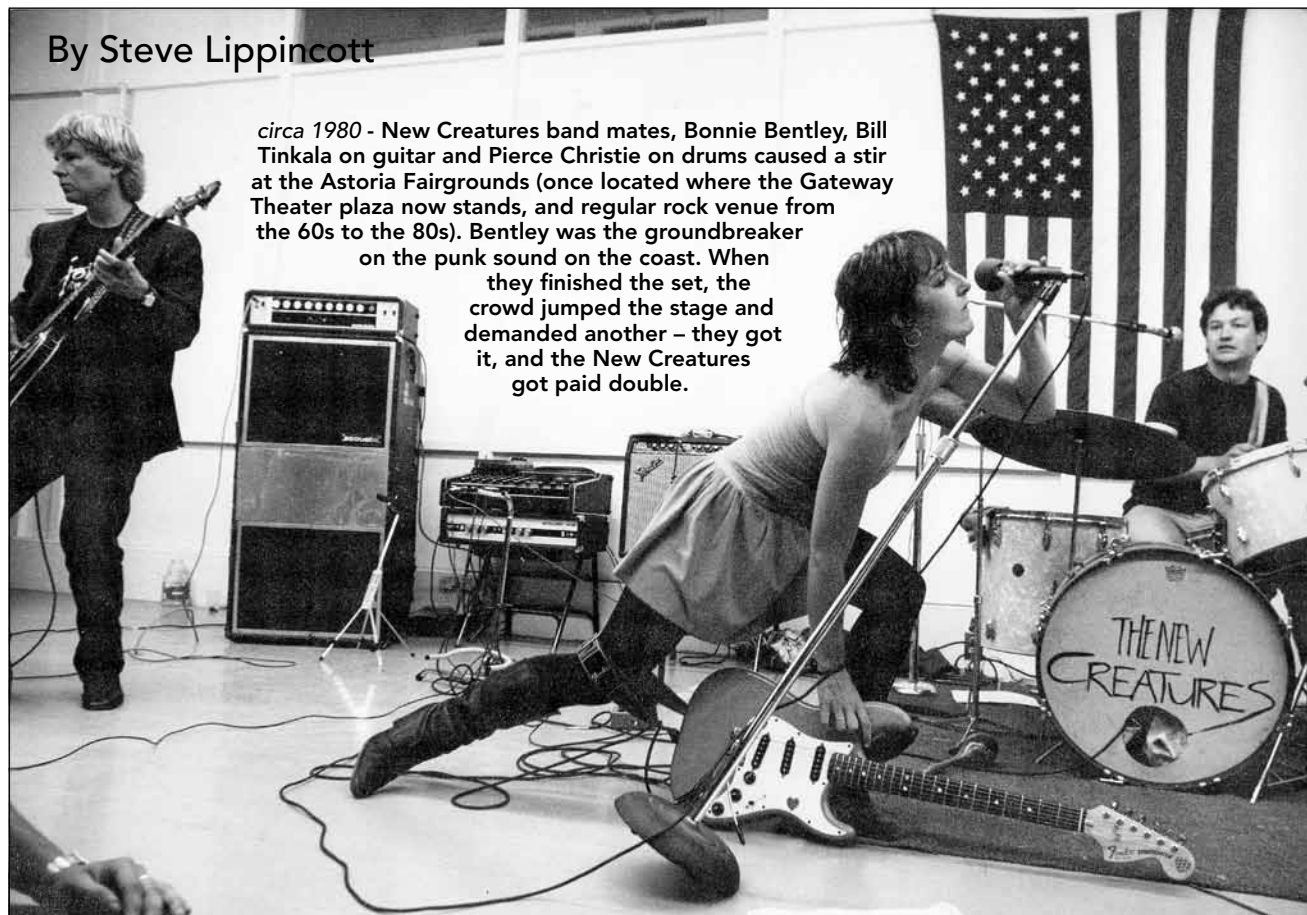 By Steve Lippincott
circa 1980 - New Creatures band mates, Bonnie Bentley, Bill
Tinkala on guitar and Pierce Christie on drums caused a stir
at the Astoria Fairgrounds (once located where the Gateway
Theater plaza now stands, and regular rock venue from
the 60s to the 80s). Bentley was the groundbreaker
on the punk sound on the coast. When
they finished the set, the
crowd jumped the stage and
demanded another – they got
it, and the New Creatures
got paid double.
acoustic
Fender
THE NEW
CREATURES
Fender